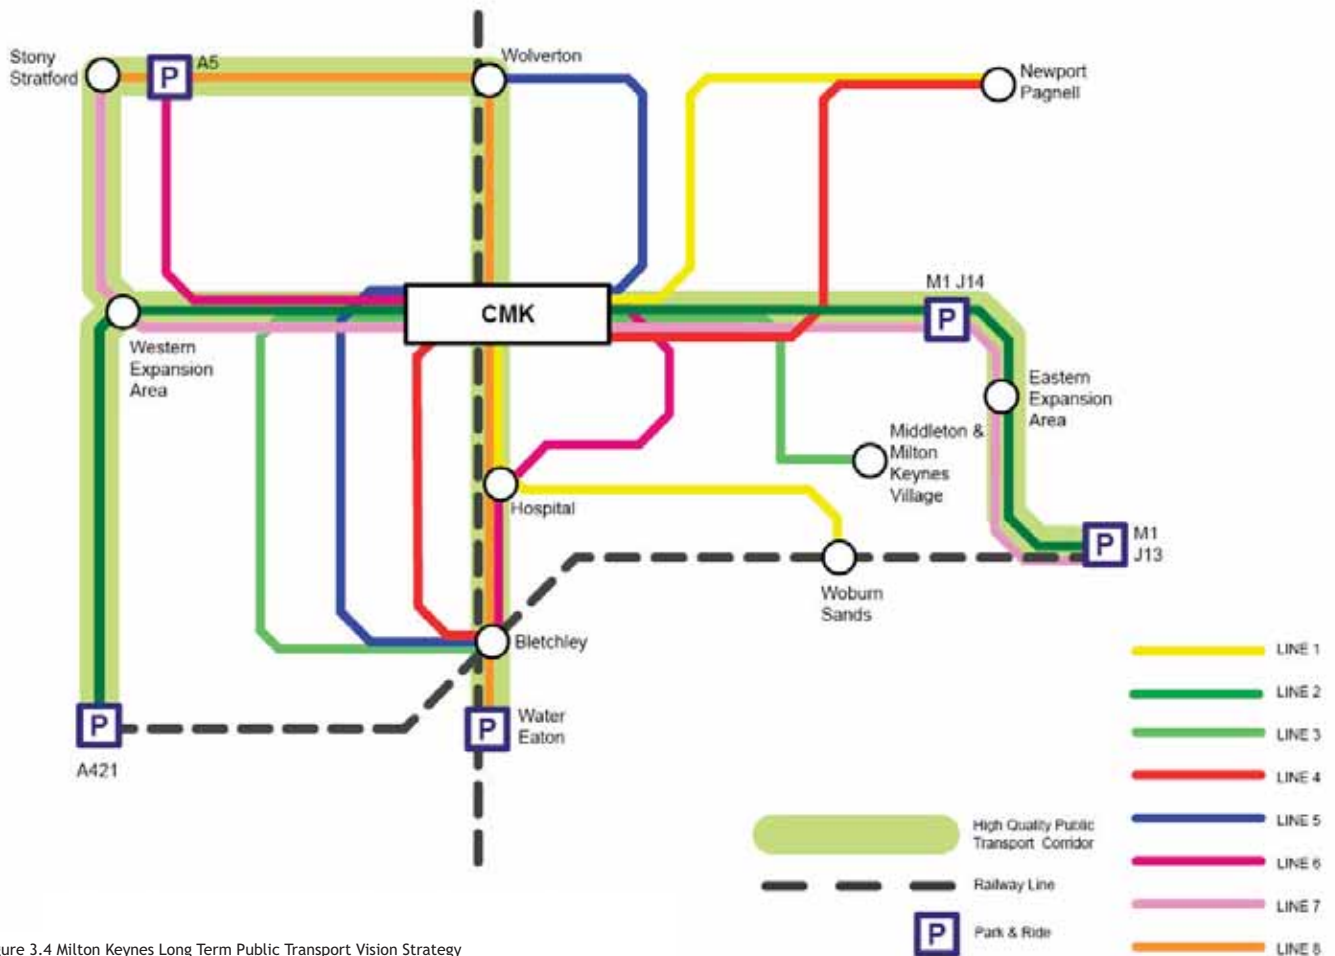 Stony
Stratford
P
A5
Wolverton
Newport
Pagnell
CMK
M1 J14
P
Western
Expansion
Area
Eastern
Expansion
Area
Middleton &
Milton
Keynes
Village
Hospital
P
M1
J13
Woburn
Sands
Bletchley
P
A421
P
Water
Eaton
LINE 1
LINE 2
LINE 3
LINE 4
LINE 5
LINE 6
LINE 7
LINE 8
High Quality Public
Transport Corridor
Railway Line
P
Park & Ride
ure 3.4 Milton Keynes Long Term Public Transport Vision Strategy